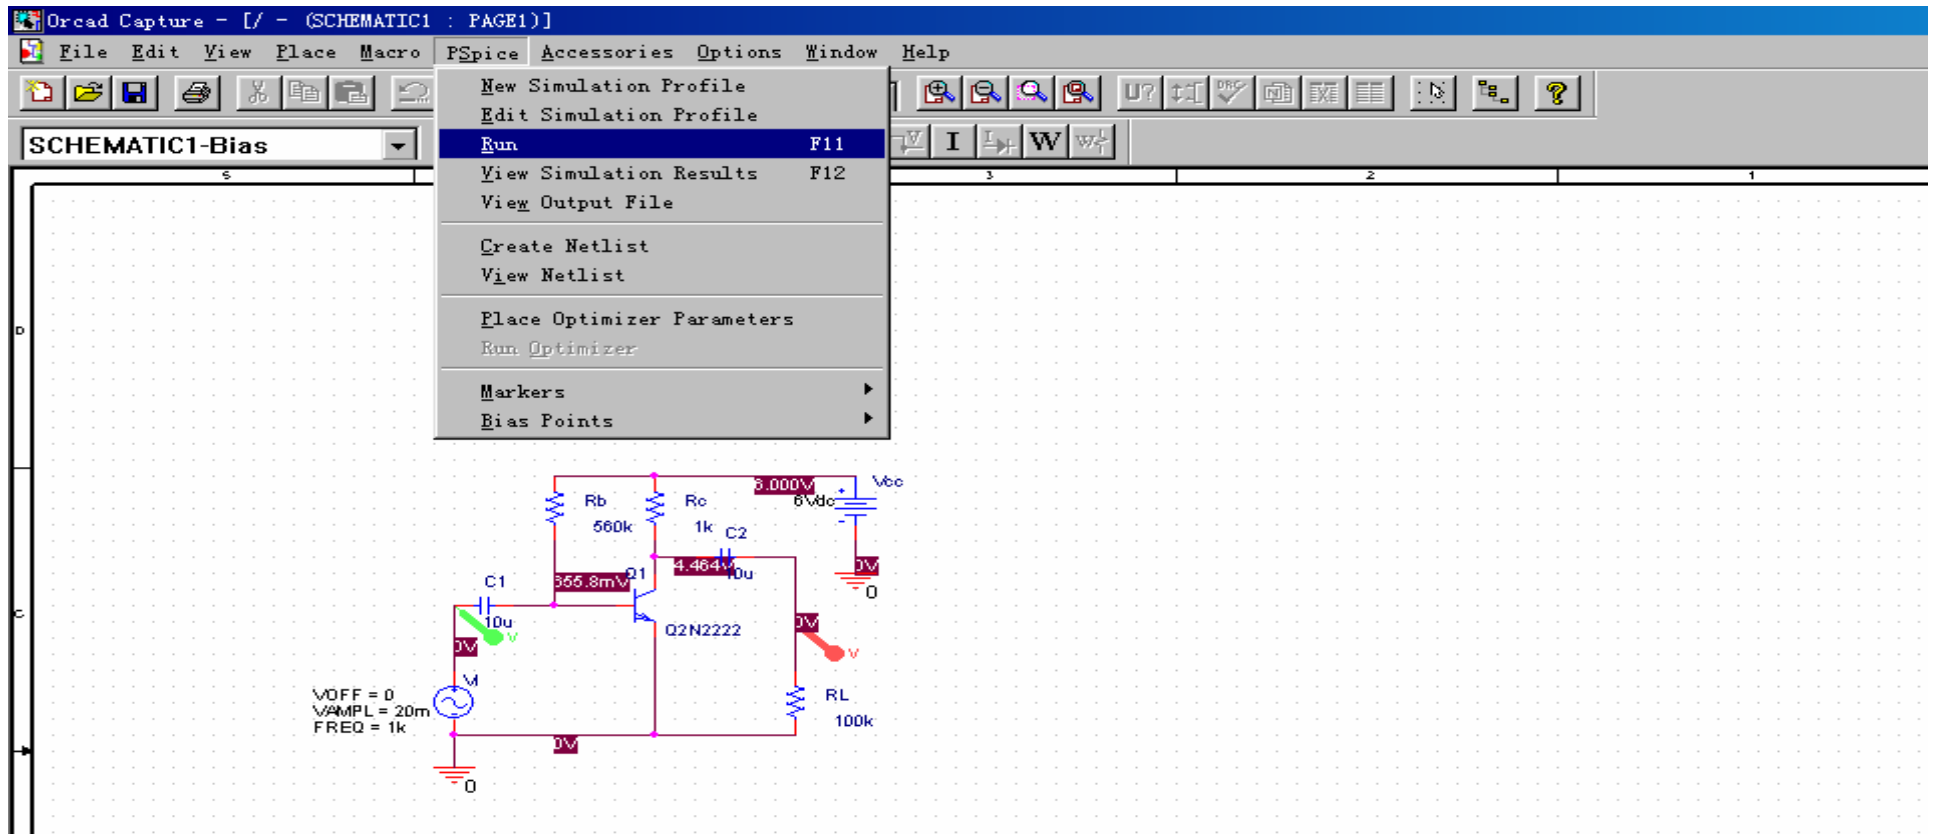 Orcad Capture - [/ - (SCHEMATIC1 : PAGE1)]
File Edit View Place Macro PSpice Accessories Options Window Help
New Simulation Profile
Edit Simulation Profile
Run F11
View Simulation Results F12
View Output File
Create Netlist
View Netlist
Place Optimizer Parameters
Run Optimizer
Markers
Bias Points
U? DRC
SCHEMATIC1-Bias
V I I W W
5 3 2 1
D
C
Rb
560k
Rc
1k
6.000V
6Vdc
Vcc
C2
10u
4.464V
0V
0
C1
10u
655.8mV
Q1
Q2N2222
V
0V
0V
V
RL
100k
VOFF = 0
VAMPL = 20m
FREQ = 1k
0V
0